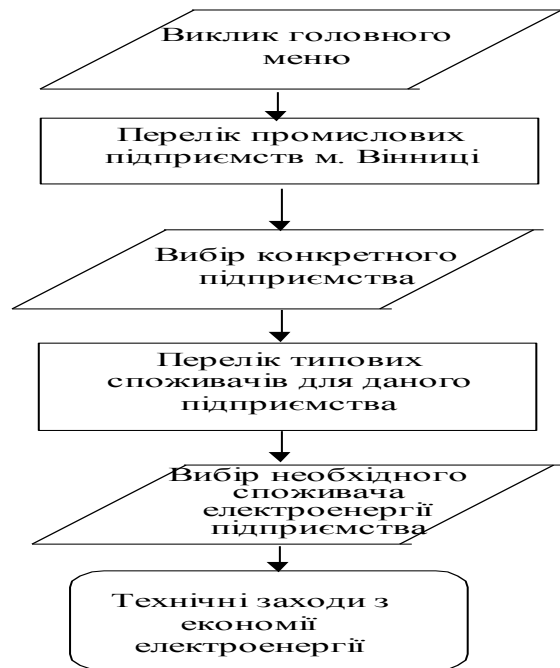 Виклик головного
меню
Перелік промислових
підприємств м. Вінниці
Вибір конкретного
підприємства
Перелік типових
споживачів для даного
підприємства
Вибір необхідного
споживача
електроенергії
підприємства
Технічні заходи з
економії
електроенергії